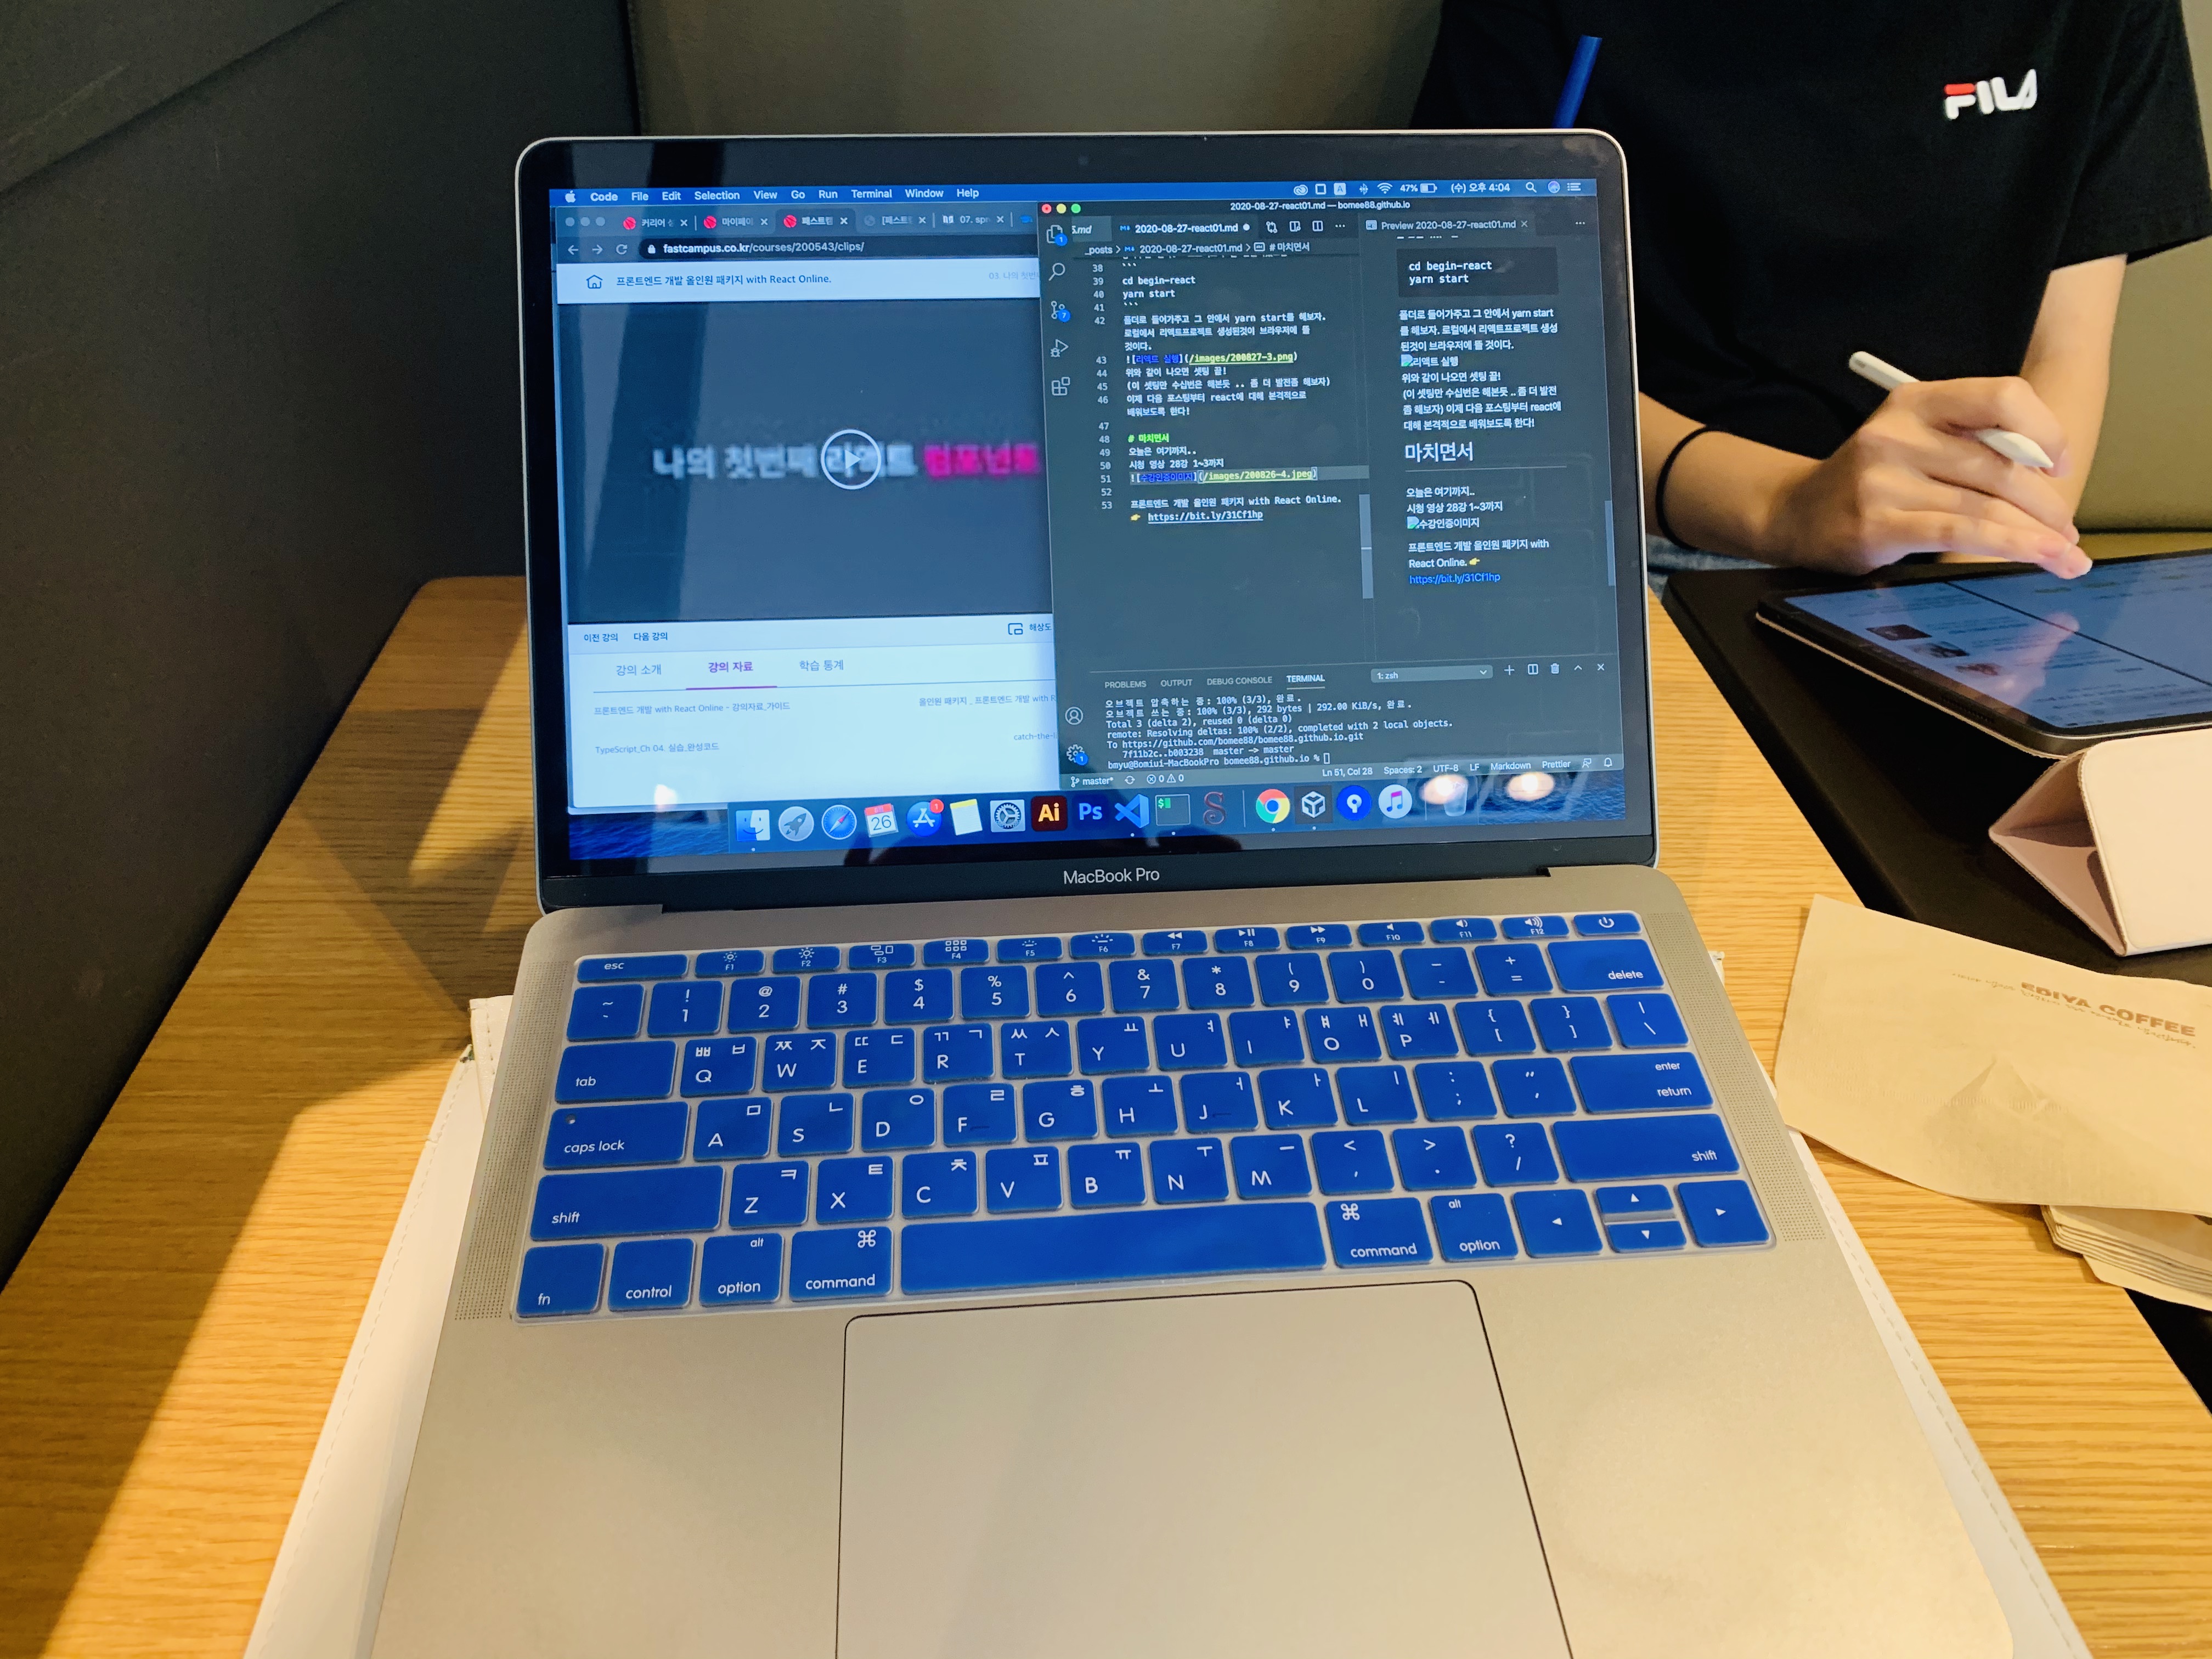 FILA
Code File Edit Selection View Go Run Terminal Window Help
47% (수) 오후 4:04
커리어
마이페이
패스트캠
[패스트
07. spr
fastcampus.co.kr/courses/200543/clips/
프론트엔드 개발 올인원 패키지 with React Online.
03. 나의 첫번
나의 첫번째 리액트 컴포넌트
이전 강의 다음 강의
해상도
강의 소개 강의 자료 학습 통계
프론트엔드 개발 with React Online - 강의자료_가이드
올인원 패키지 _ 프론트엔드 개발 with R
TypeScript_Ch 04. 실습_완성코드
catch-the-l
2020-08-27-react01.md — bomee88.github.io
5.md
2020-08-27-react01.md
Preview 2020-08-27-react01.md
_posts > 2020-08-27-react01.md > # 마치면서
38 ```
39 cd begin-react
40 yarn start
41 ```
42 폴더로 들어가주고 그 안에서 yarn start를 해보자.
로컬에서 리액트프로젝트 생성된것이 브라우저에 뜰
것이다.
43 ![리액트 실행](/images/200827-3.png)
44 위와 같이 나오면 셋팅 끝!
45 (이 셋팅만 수십번은 해본듯 .. 좀 더 발전좀 해보자)
46 이제 다음 포스팅부터 react에 대해 본격적으로
배워보도록 한다!
47
48 # 마치면서
49 오늘은 여기까지..
50 시청 영상 28강 1~3까지
51 ![수강인증이미지](/images/200826-4.jpeg)
52
53 프론트엔드 개발 올인원 패키지 with React Online.
👉 https://bit.ly/31Cf1hp
cd begin-react
yarn start
폴더로 들어가주고 그 안에서 yarn start
를 해보자. 로컬에서 리액트프로젝트 생성
된것이 브라우저에 뜰 것이다.
리액트 실행
위와 같이 나오면 셋팅 끝!
(이 셋팅만 수십번은 해본듯 .. 좀 더 발전
좀 해보자) 이제 다음 포스팅부터 react에
대해 본격적으로 배워보도록 한다!
마치면서
오늘은 여기까지..
시청 영상 28강 1~3까지
수강인증이미지
프론트엔드 개발 올인원 패키지 with
React Online. 👉
https://bit.ly/31Cf1hp
PROBLEMS OUTPUT DEBUG CONSOLE TERMINAL
1: zsh
오브젝트 압축하는 중: 100% (3/3), 완료.
오브젝트 쓰는 중: 100% (3/3), 292 bytes | 292.00 KiB/s, 완료.
Total 3 (delta 2), reused 0 (delta 0)
remote: Resolving deltas: 100% (2/2), completed with 2 local objects.
To https://github.com/bomee88/bomee88.github.io.git
7f11b2c..b003238 master -> master
bmyu@Bomiui-MacBookPro bomee88.github.io %
master* 0 0
Ln 51, Col 28 Spaces: 2 UTF-8 LF Markdown Prettier
26 1 Ai Ps $
MacBook Pro
esc F1 F2 F3 F4 F5 F6 F7 F8 F9 F10 F11 F12
~ ! @ # $ % ^ & * ( ) _ +
` 1 2 3 4 5 6 7 8 9 0 - = delete
ㅃ ㅂ ㅉ ㅈ ㄸ ㄷ ㄲ ㄱ ㅆ ㅅ ㅛ ㅕ ㅑ ㅒ ㅐ ㅖ ㅔ { } |
tab Q W E R T Y U I O P [ ] \
ㅁ ㄴ ㅇ ㄹ ㅎ ㅗ ㅓ ㅏ ㅣ : " enter
caps lock A S D F G H J K L ; ' return
ㅋ ㅌ ㅊ ㅍ ㅠ ㅜ ㅡ < > ?
shift Z X C V B N M , . / shift
alt ⌘ ⌘ alt
fn control option command command option
EDIYA COFFEE